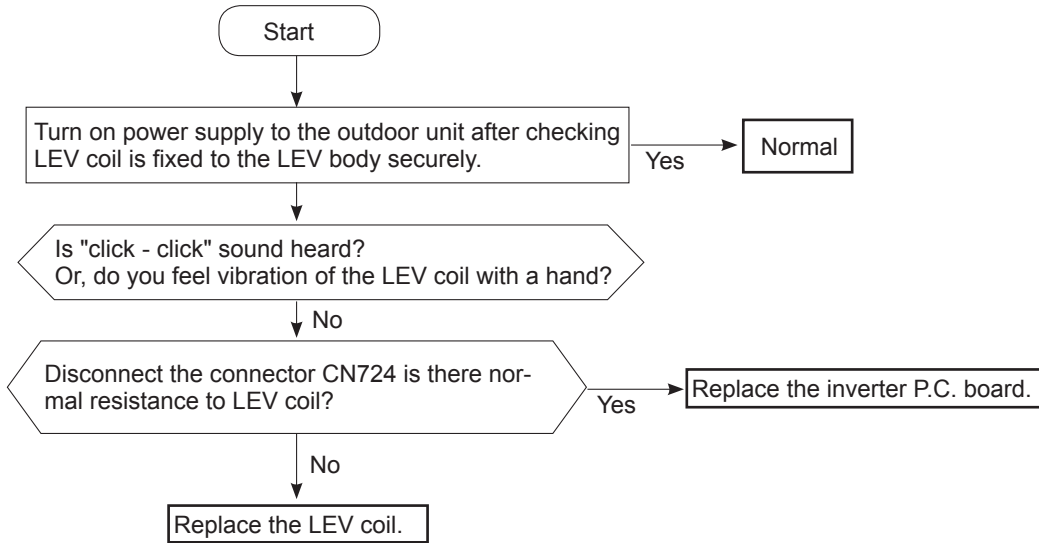 Start
Turn on power supply to the outdoor unit after checking
LEV coil is fixed to the LEV body securely.
Yes
Normal
Is "click - click" sound heard?
Or, do you feel vibration of the LEV coil with a hand?
No
Disconnect the connector CN724 is there nor-
mal resistance to LEV coil?
Yes
Replace the inverter P.C. board.
No
Replace the LEV coil.